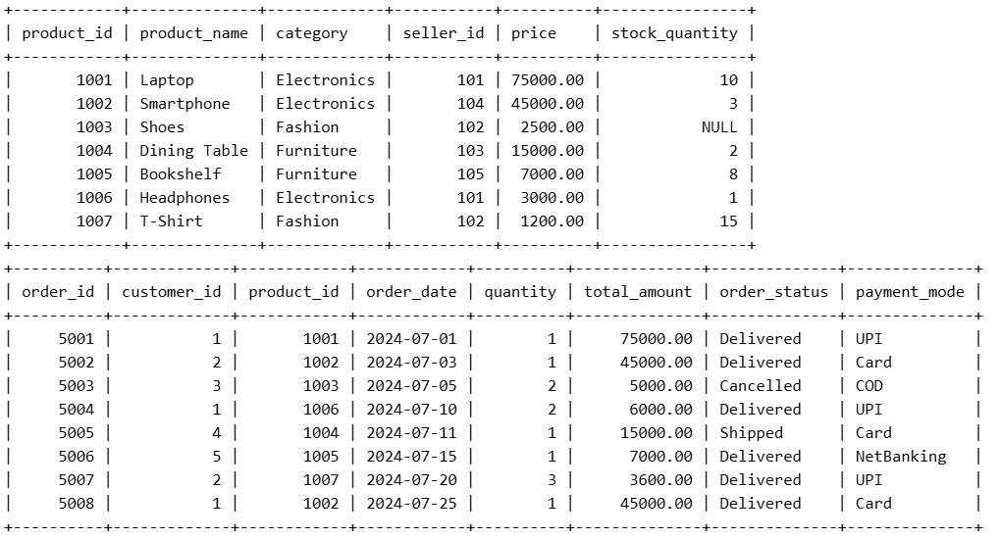 +------------+--------------+-------------+-----------+----------+----------------+
| product_id | product_name | category    | seller_id | price    | stock_quantity |
+------------+--------------+-------------+-----------+----------+----------------+
|       1001 | Laptop       | Electronics |       101 | 75000.00 |             10 |
|       1002 | Smartphone   | Electronics |       104 | 45000.00 |              3 |
|       1003 | Shoes        | Fashion     |       102 |  2500.00 |           NULL |
|       1004 | Dining Table | Furniture   |       103 | 15000.00 |              2 |
|       1005 | Bookshelf    | Furniture   |       105 |  7000.00 |              8 |
|       1006 | Headphones   | Electronics |       101 |  3000.00 |              1 |
|       1007 | T-Shirt      | Fashion     |       102 |  1200.00 |             15 |
+------------+--------------+-------------+-----------+----------+----------------+
+----------+-------------+------------+------------+----------+--------------+--------------+--------------+
| order_id | customer_id | product_id | order_date | quantity | total_amount | order_status | payment_mode |
+----------+-------------+------------+------------+----------+--------------+--------------+--------------+
|     5001 |           1 |       1001 | 2024-07-01 |        1 |     75000.00 | Delivered    | UPI          |
|     5002 |           2 |       1002 | 2024-07-03 |        1 |     45000.00 | Delivered    | Card         |
|     5003 |           3 |       1003 | 2024-07-05 |        2 |      5000.00 | Cancelled    | COD          |
|     5004 |           1 |       1006 | 2024-07-10 |        2 |      6000.00 | Delivered    | UPI          |
|     5005 |           4 |       1004 | 2024-07-11 |        1 |     15000.00 | Shipped      | Card         |
|     5006 |           5 |       1005 | 2024-07-15 |        1 |      7000.00 | Delivered    | NetBanking   |
|     5007 |           2 |       1007 | 2024-07-20 |        3 |      3600.00 | Delivered    | UPI          |
|     5008 |           1 |       1002 | 2024-07-25 |        1 |     45000.00 | Delivered    | Card         |
+----------+-------------+------------+------------+----------+--------------+--------------+--------------+